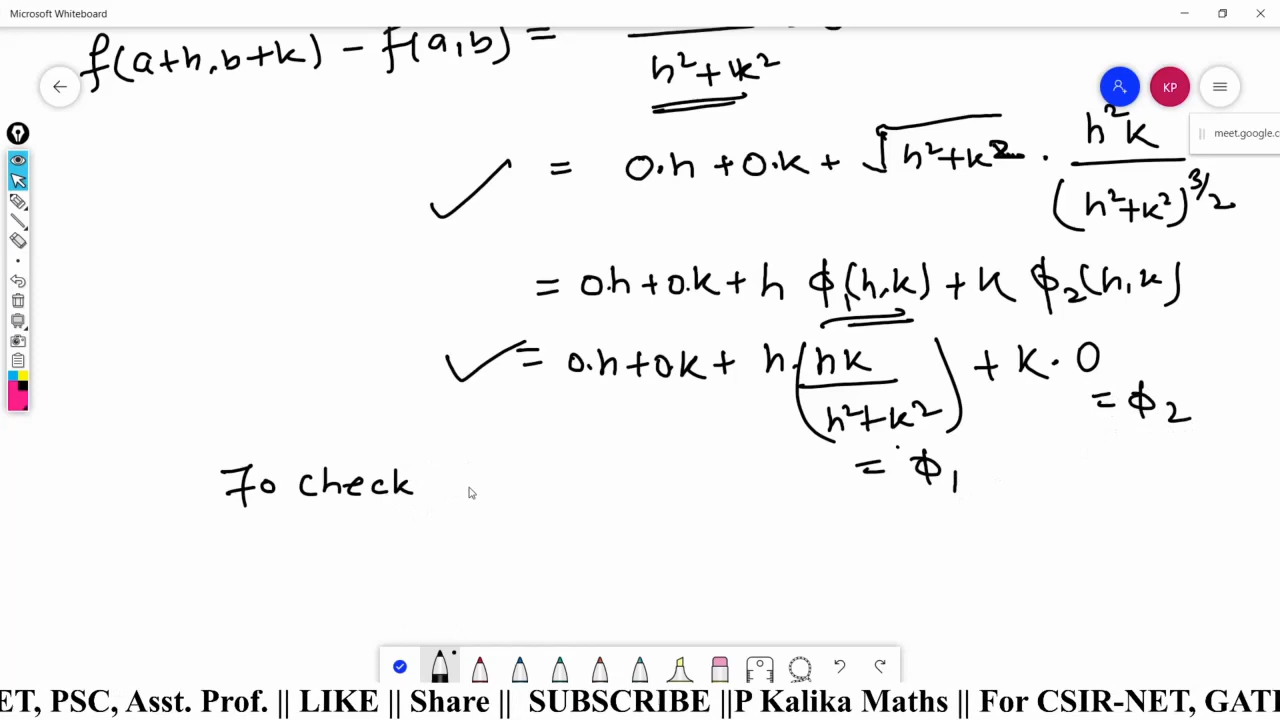 Microsoft Whiteboard
f(a+h, b+k) - f(a,b) =
h²+k²
KP
meet.google.c
= 0.h + 0.k + √h²+k² · h²k / (h²+k²)^3/2
= 0.h + 0.k + h ϕ₁(h,k) + k ϕ₂(h,k)
= 0.h + 0.k + h·(hk / h²+k²) + k·0
= ϕ₂
= ϕ₁
To check
ET, PSC, Asst. Prof. || LIKE || Share || SUBSCRIBE ||P Kalika Maths || For CSIR-NET, GATE